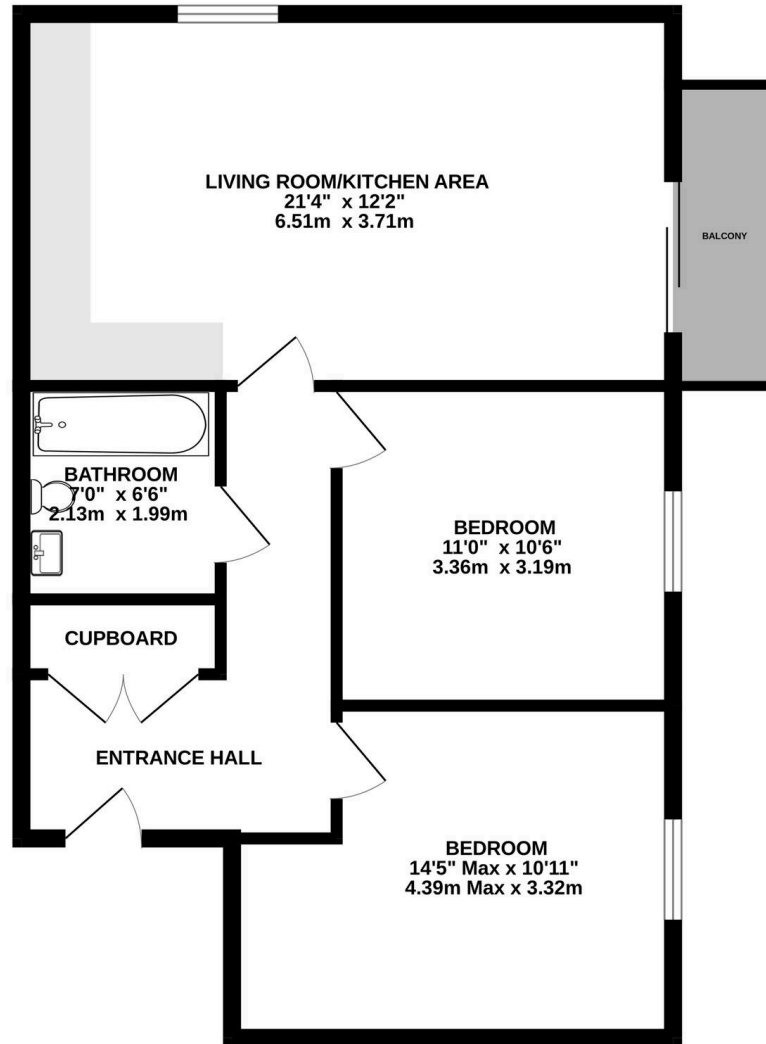 LIVING ROOM/KITCHEN AREA
21'4" x 12'2"
6.51m x 3.71m
BALCONY
BATHROOM
7'0" x 6'6"
2.13m x 1.99m
BEDROOM
11'0" x 10'6"
3.36m x 3.19m
CUPBOARD
ENTRANCE HALL
BEDROOM
14'5" Max x 10'11"
4.39m Max x 3.32m